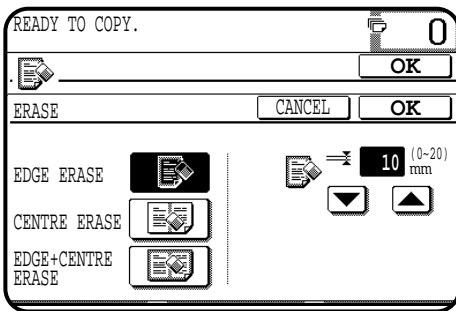 READY TO COPY.
0
OK
ERASE
CANCEL
OK
EDGE ERASE
10 (0~20)
mm
CENTRE ERASE
EDGE+CENTRE
ERASE